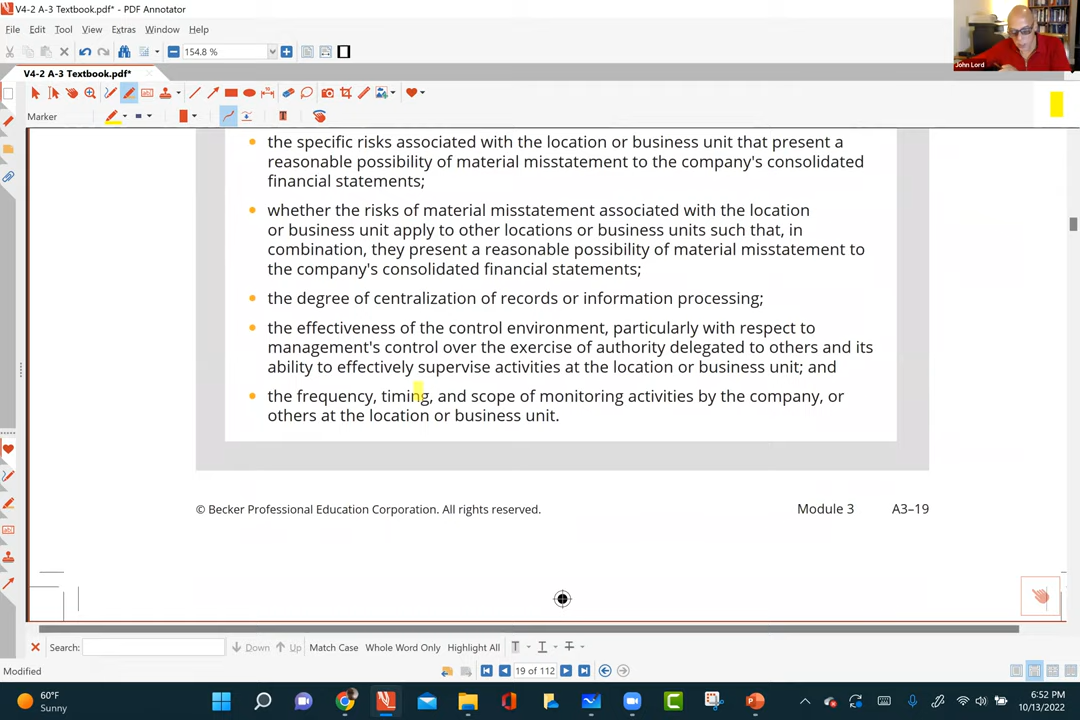 V4-2 A-3 Textbook.pdf* - PDF Annotator
File Edit Tool View Extras Window Help
154.8 %
V4-2 A-3 Textbook.pdf*
John Lord
Marker
• the specific risks associated with the location or business unit that present a
reasonable possibility of material misstatement to the company's consolidated
financial statements;
• whether the risks of material misstatement associated with the location
or business unit apply to other locations or business units such that, in
combination, they present a reasonable possibility of material misstatement to
the company's consolidated financial statements;
• the degree of centralization of records or information processing;
• the effectiveness of the control environment, particularly with respect to
management's control over the exercise of authority delegated to others and its
ability to effectively supervise activities at the location or business unit; and
• the frequency, timing, and scope of monitoring activities by the company, or
others at the location or business unit.
© Becker Professional Education Corporation. All rights reserved. Module 3 A3–19
Search: Down Up Match Case Whole Word Only Highlight All
Modified 19 of 112
60°F
Sunny
6:52 PM
10/13/2022